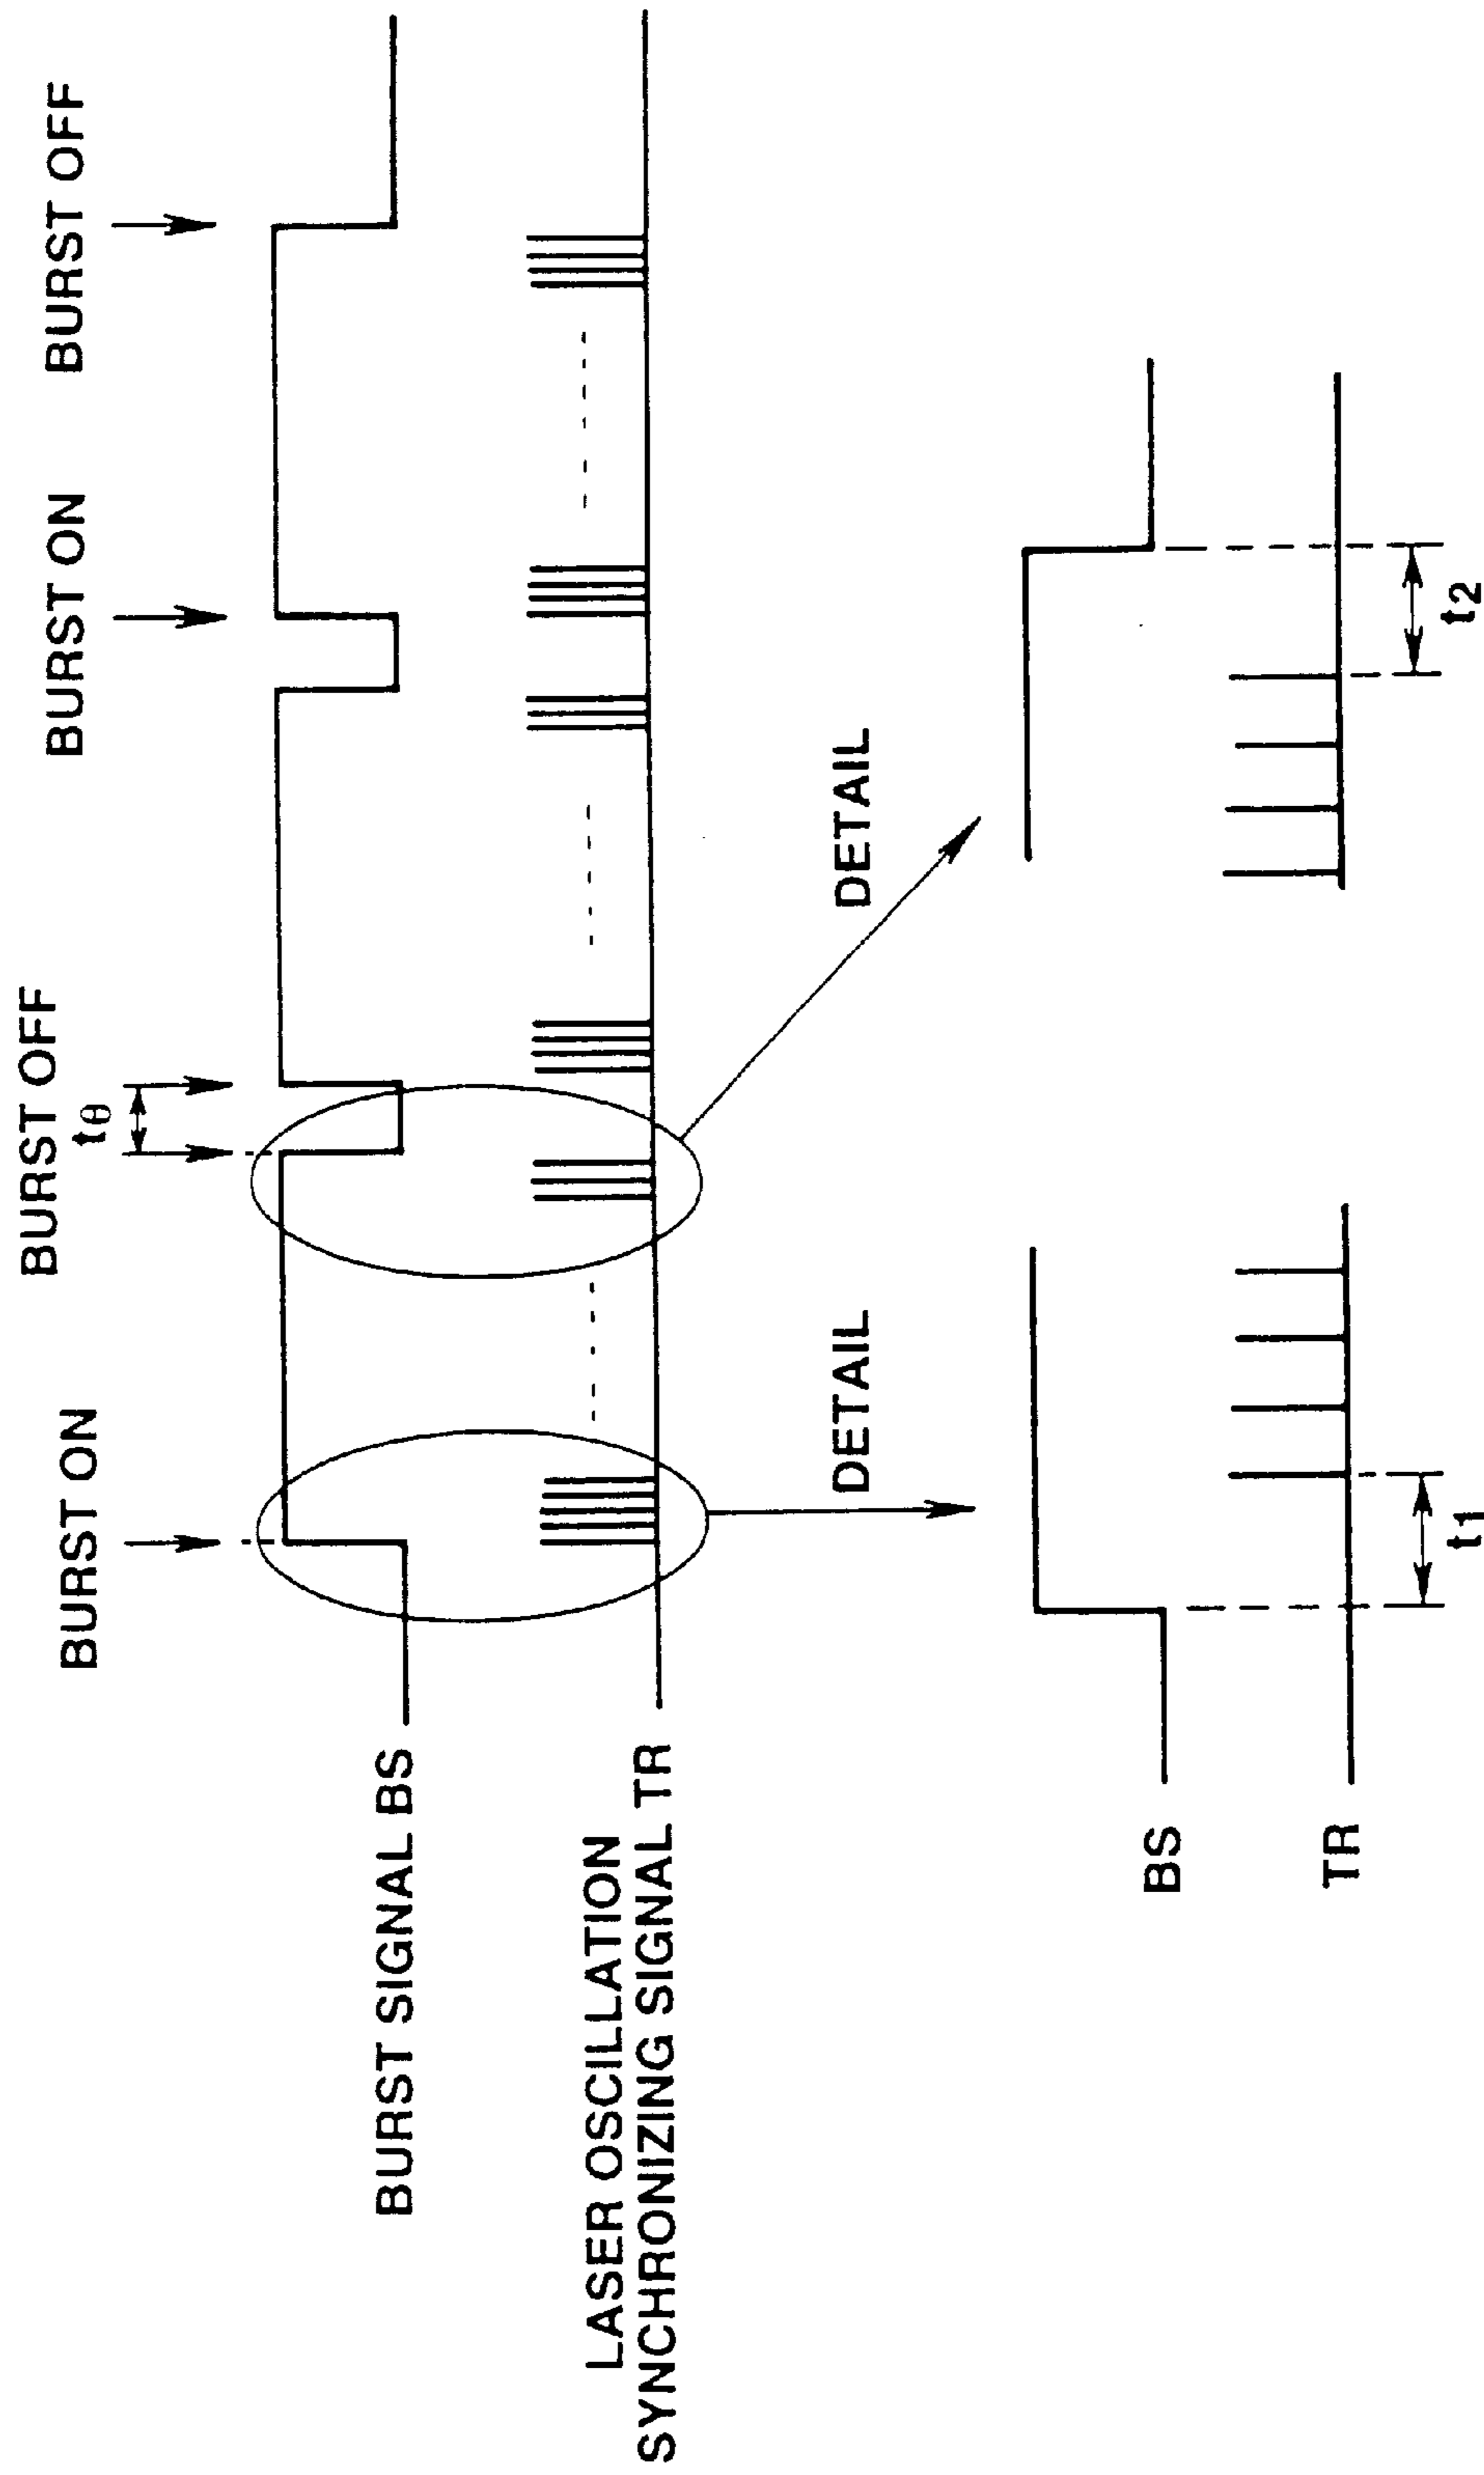 BURST ON
BURST OFF
tθ
BURST ON
BURST OFF
BURST SIGNAL BS
LASER OSCILLATION
SYNCHRONIZING SIGNAL TR
DETAIL
DETAIL
BS
TR
t1
t2